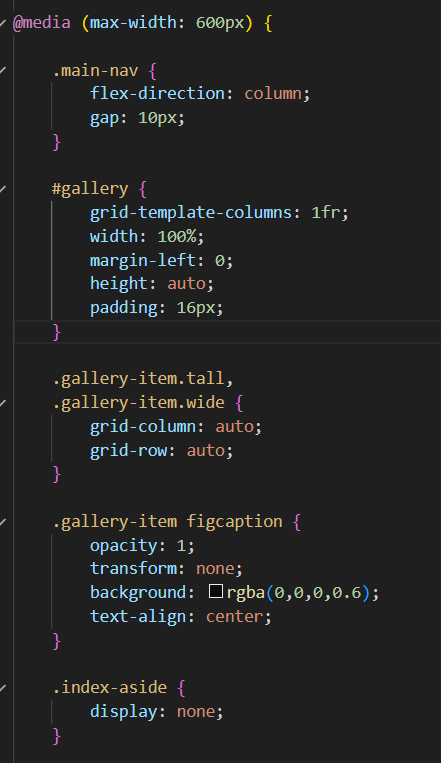 @media (max-width: 600px) {
.main-nav {
flex-direction: column;
gap: 10px;
}
#gallery {
grid-template-columns: 1fr;
width: 100%;
margin-left: 0;
height: auto;
padding: 16px;
}
.gallery-item.tall,
.gallery-item.wide {
grid-column: auto;
grid-row: auto;
}
.gallery-item figcaption {
opacity: 1;
transform: none;
background: rgba(0,0,0,0.6);
text-align: center;
}
.index-aside {
display: none;
}